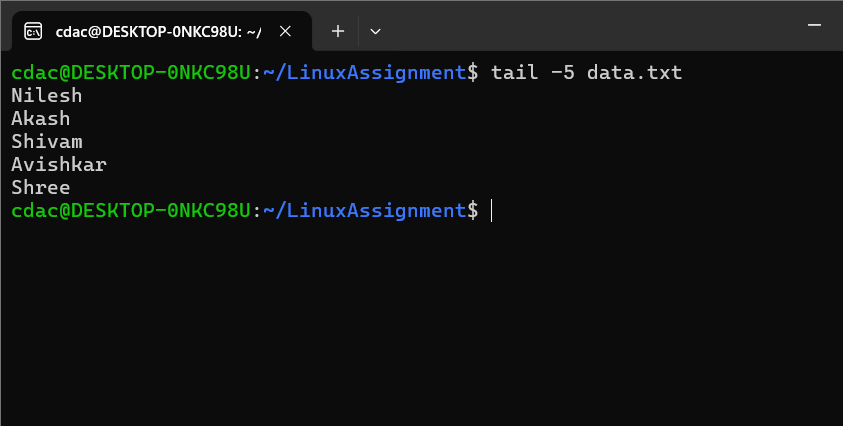 cdac@DESKTOP-0NKC98U: ~/
cdac@DESKTOP-0NKC98U:~/LinuxAssignment$ tail -5 data.txt
Nilesh
Akash
Shivam
Avishkar
Shree
cdac@DESKTOP-0NKC98U:~/LinuxAssignment$